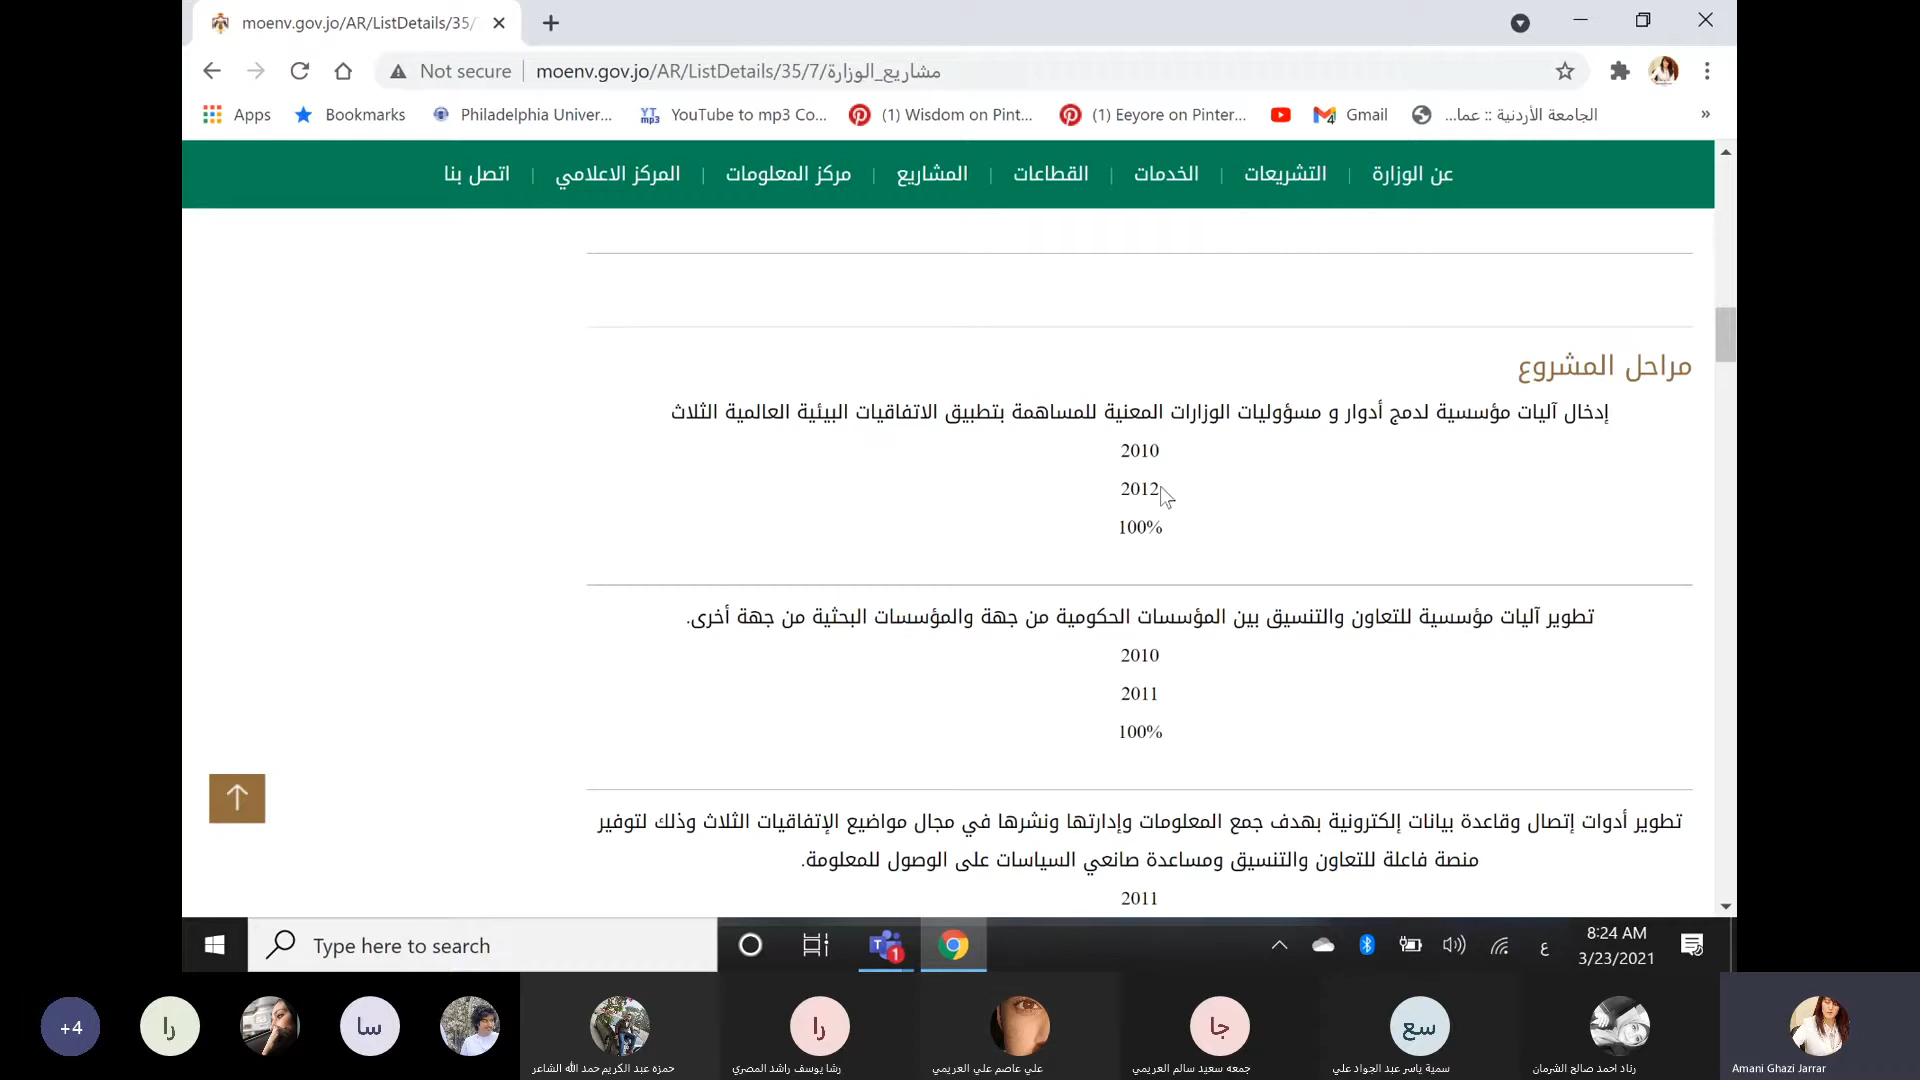 moenv.gov.jo/AR/ListDetails/35/
Not secure
moenv.gov.jo/AR/ListDetails/35/7/مشاريع_الوزارة
Apps
Bookmarks
Philadelphia Univer...
YT mp3
YouTube to mp3 Co...
(1) Wisdom on Pint...
(1) Eeyore on Pinter...
4
Gmail
الجامعة الأردنية :: عما...
»
عن الوزارة | التشريعات | الخدمات | القطاعات | المشاريع | مركز المعلومات | المركز الاعلامي | اتصل بنا
مراحل المشروع
إدخال آليات مؤسسية لدمج أدوار و مسؤوليات الوزارات المعنية للمساهمة بتطبيق الاتفاقيات البيئية العالمية الثلاث
2010
2012
100%
تطوير آليات مؤسسية للتعاون والتنسيق بين المؤسسات الحكومية من جهة والمؤسسات البحثية من جهة أخرى.
2010
2011
100%
تطوير أدوات إتصال وقاعدة بيانات إلكترونية بهدف جمع المعلومات وإدارتها ونشرها في مجال مواضيع الإتفاقيات الثلاث وذلك لتوفير
منصة فاعلة للتعاون والتنسيق ومساعدة صانعي السياسات على الوصول للمعلومة.
2011
Type here to search
T
1
ع
8:24 AM
3/23/2021
+4
را
سا
را
جا
سع
حمزه عبد الكريم حمد الله الشاعر
رشا يوسف راشد المصري
علي عاصم علي العريمي
جمعه سعيد سالم العريمي
سمية ياسر عبد الجواد علي
رناد احمد صالح الشرمان
Amani Ghazi Jarrar